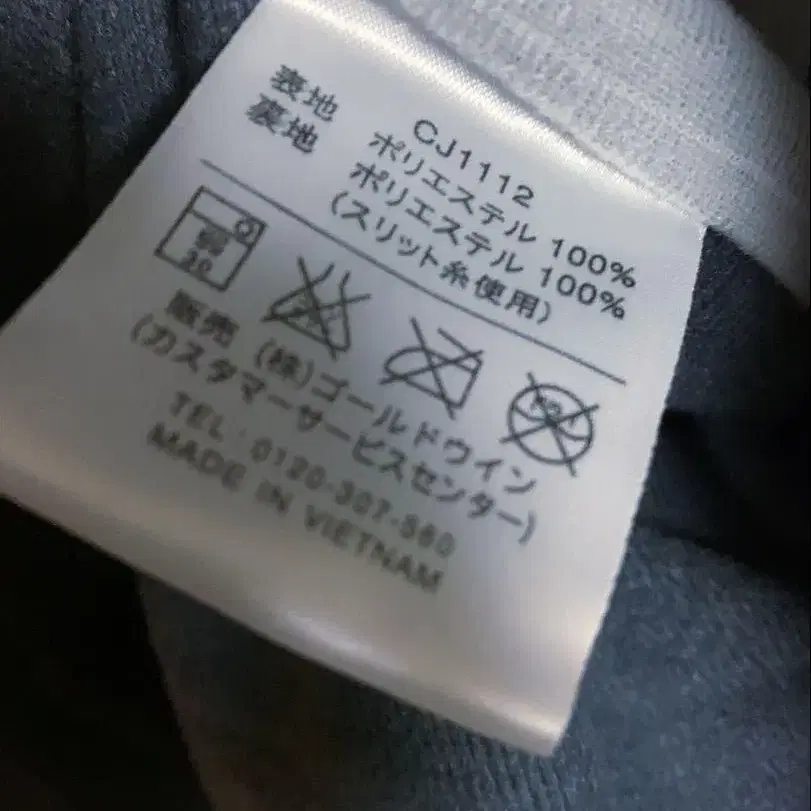 CJ1112
表地 ポリエステル 100%
裏地 ポリエステル 100%
(スリット糸使用)
弱
30
販売 (株)ゴールドウイン
(カスタマーサービスセンター)
TEL・0120-307-560
MADE IN VIETNAM